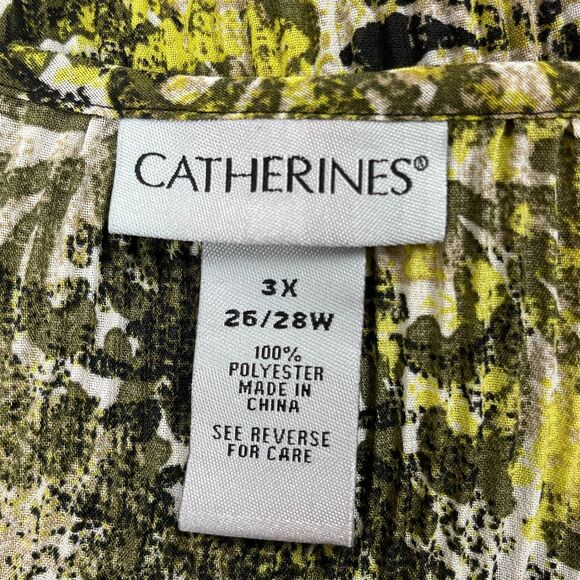 CATHERINES®
3X
26/28W
100%
POLYESTER
MADE IN
CHINA
SEE REVERSE
FOR CARE